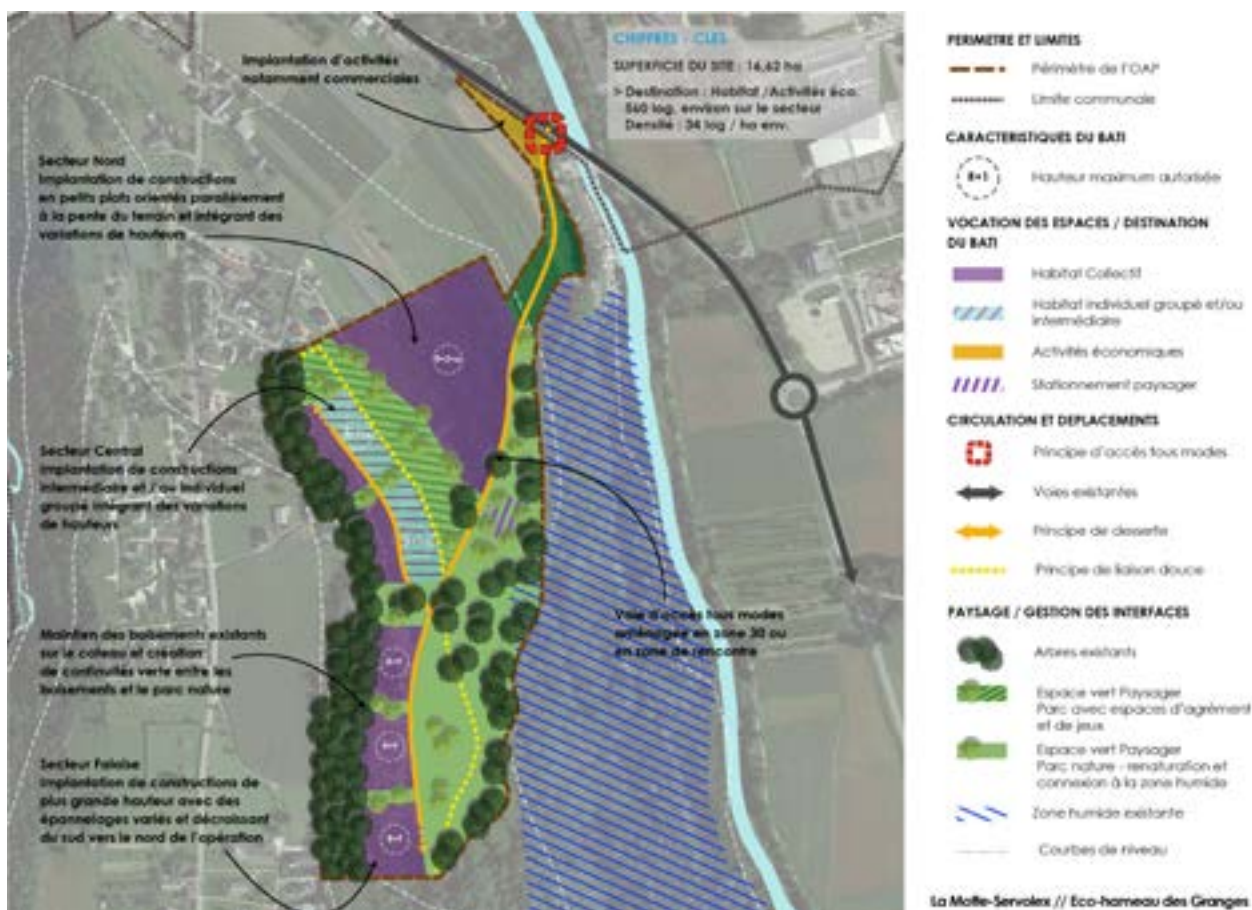 Implantation d'activités
notamment commerciales
CHIFFRES - CLES
SUPERFICIE DU SITE : 16,62 ha
> Destination : Habitat /Activités éco.
560 log. environ sur le secteur
Densité : 34 log / ha env.
Secteur Nord
Implantation de constructions
en petits plots orientés parallèlement
à la pente du terrain et intégrant des
variations de hauteurs
Secteur Central
Implantation de constructions
intermédiaire et / ou individuel
groupé intégrant des variations
de hauteurs
Maintien des boisements existants
sur le coteau et création
de continuités verte entre les
boisements et le parc nature
Voie d'accès tous modes
aménagée en zone 30 ou
en zone de rencontre
Secteur Falaise
Implantation de constructions de
plus grande hauteur avec des
épannelages variés et décroissant
du sud vers le nord de l'opération
PERIMETRE ET LIMITES
Périmètre de l'OAP
Limite communale
CARACTERISTIQUES DU BATI
Hauteur maximum autorisée
VOCATION DES ESPACES / DESTINATION
DU BATI
Habitat Collectif
Habitat individuel groupé et/ou
intermédiaire
Activités économiques
Stationnement paysager
CIRCULATION ET DEPLACEMENTS
Principe d'accès tous modes
Voies existantes
Principe de desserte
Principe de liaison douce
PAYSAGE / GESTION DES INTERFACES
Arbres existants
Espace vert Paysager
Parc avec espaces d'agrément
et de jeux
Espace vert Paysager
Parc nature - renaturation et
connexion à la zone humide
Zone humide existante
Courbes de niveau
La Motte-Servolex // Eco-hameau des Granges